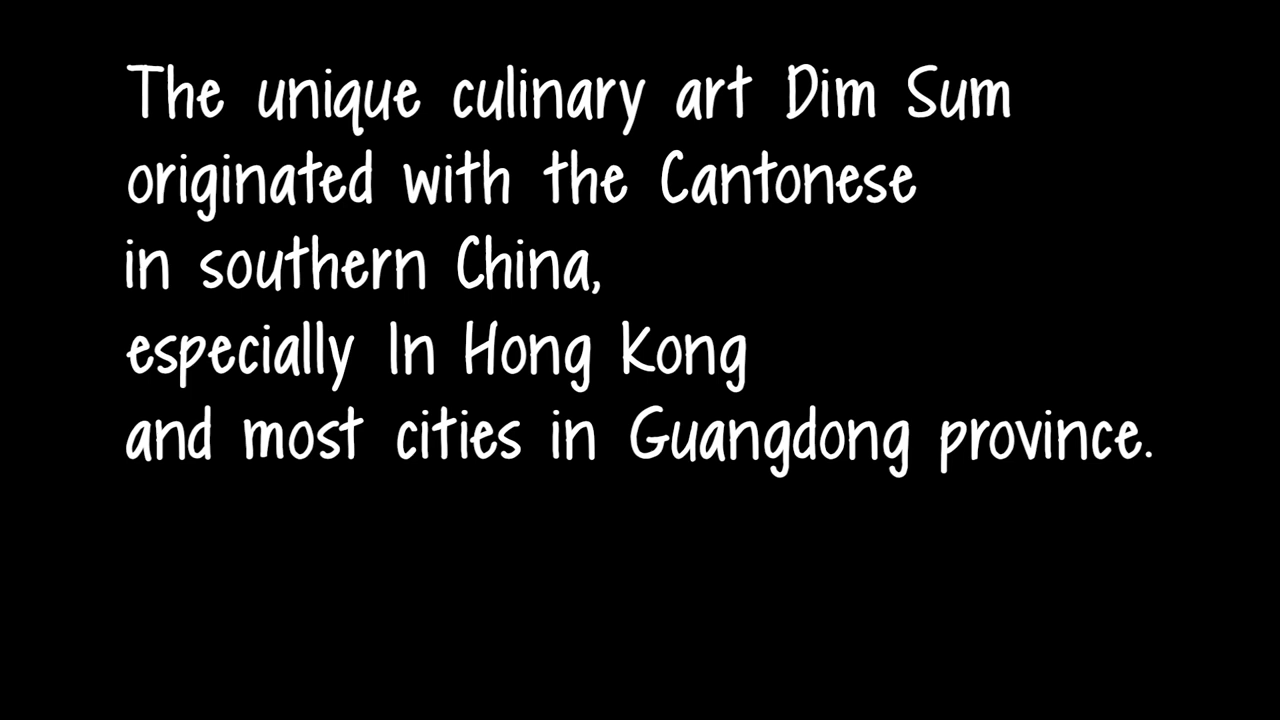 The unique culinary art Dim Sum
originated with the Cantonese
in southern China,
especially In Hong Kong
and most cities in Guangdong province.